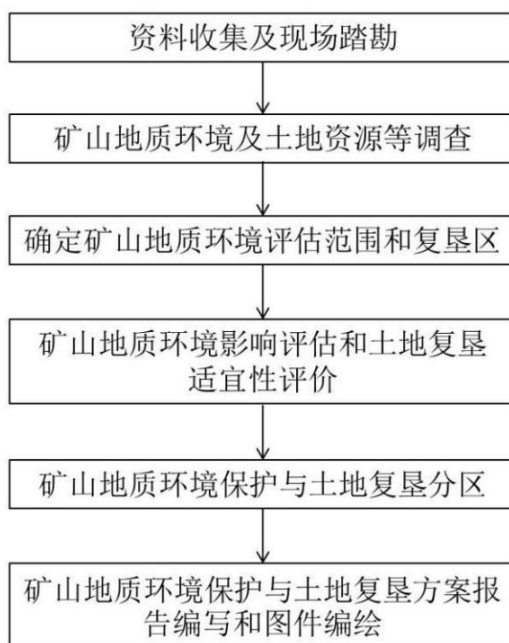 资料收集及现场踏勘
矿山地质环境及土地资源等调查
确定矿山地质环境评估范围和复垦区
矿山地质环境影响评估和土地复垦
适宜性评价
矿山地质环境保护与土地复垦分区
矿山地质环境保护与土地复垦方案报
告编写和图件编绘